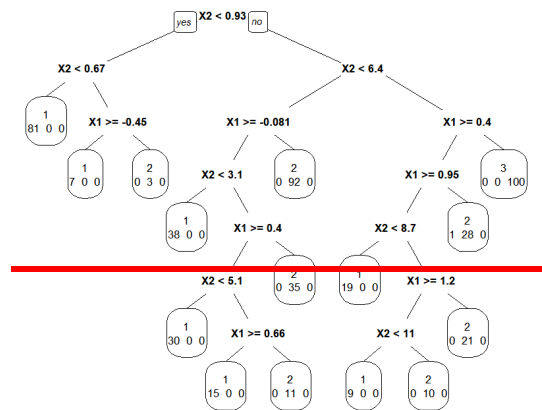 yes X2 < 0.93 no
X2 < 0.67
X2 < 6.4
1
81 0 0
X1 >= -0.45
X1 >= -0.081
X1 >= 0.4
1
7 0 0
2
0 3 0
X2 < 3.1
2
0 92 0
X1 >= 0.95
3
0 0 100
1
38 0 0
X1 >= 0.4
X2 < 8.7
2
1 28 0
X2 < 5.1
2
0 35 0
1
19 0 0
X1 >= 1.2
1
30 0 0
X1 >= 0.66
X2 < 11
2
0 21 0
1
15 0 0
2
0 11 0
1
9 0 0
2
0 10 0